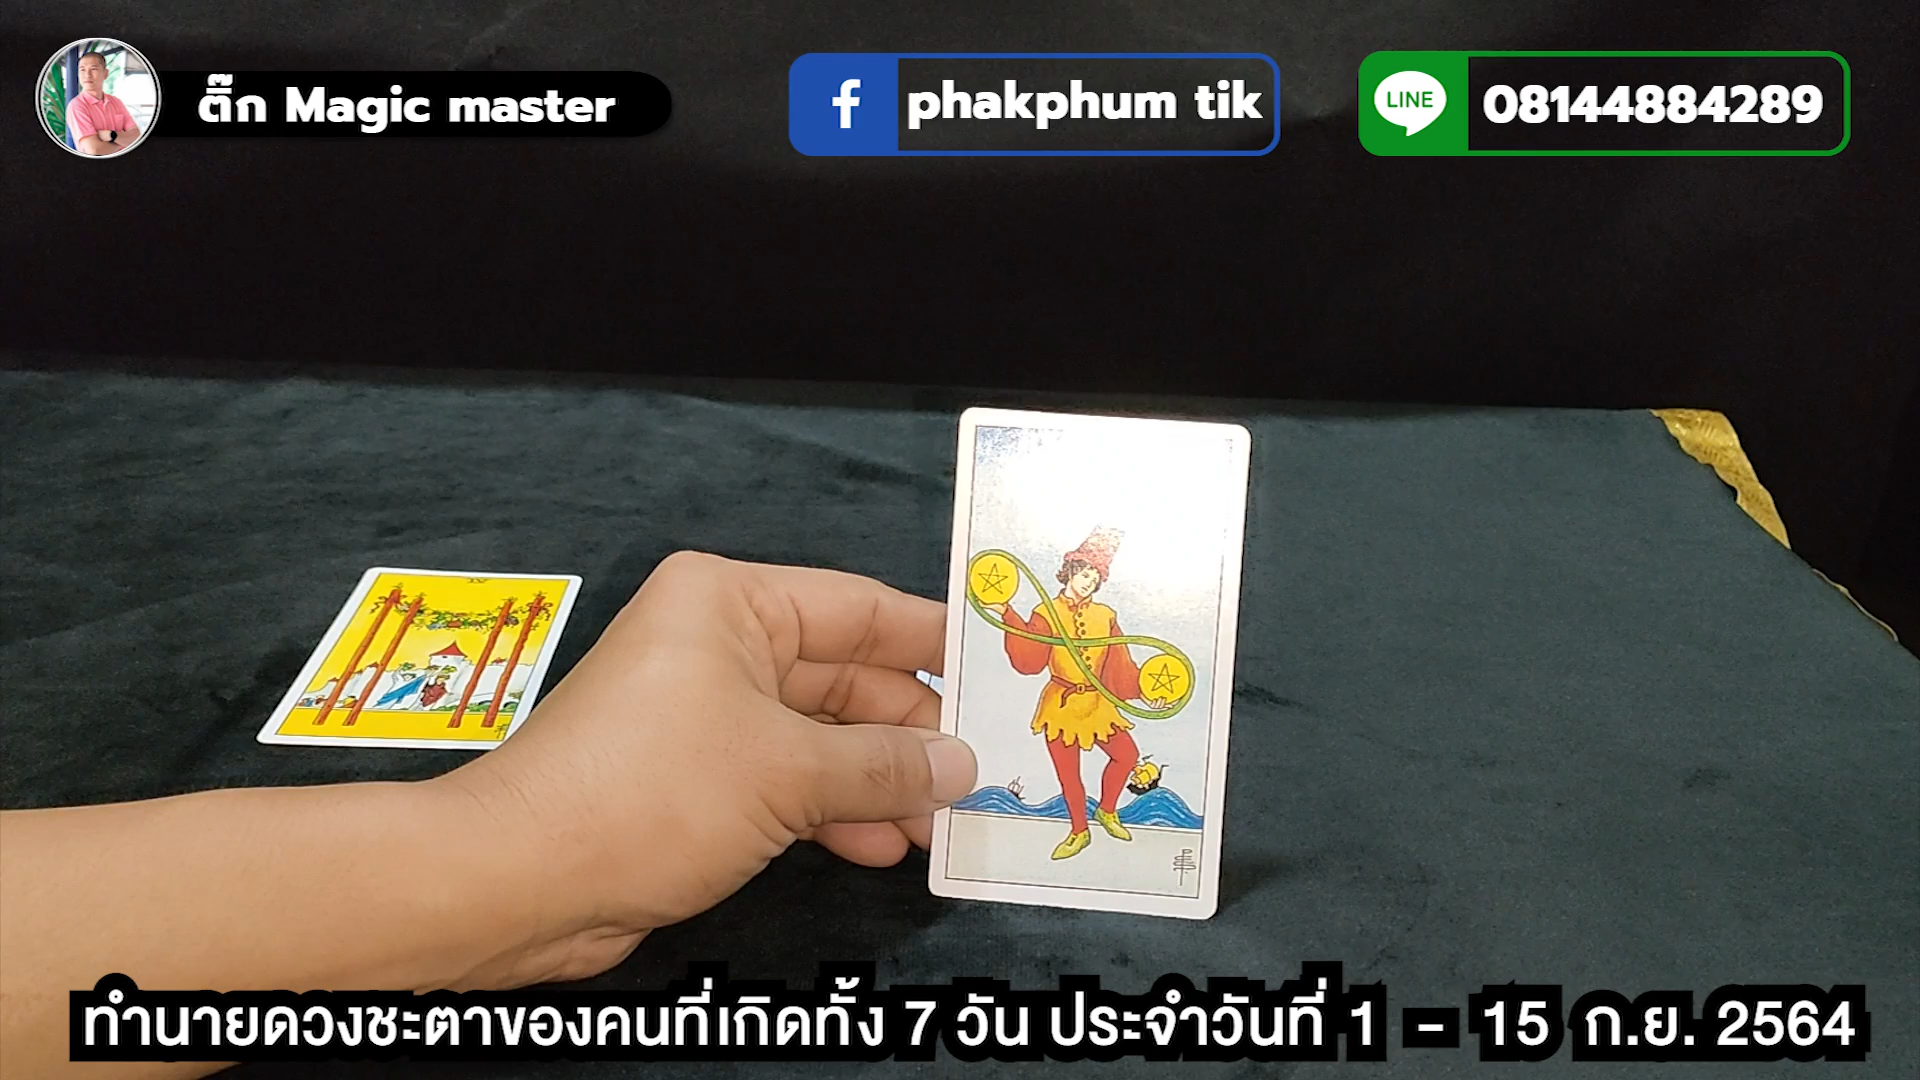 ติ๊ก Magic master
f phakphum tik
LINE 08144884289
IV
ทำนายดวงชะตาของคนที่เกิดทั้ง 7 วัน ประจำวันที่ 1 - 15 ก.ย. 2564